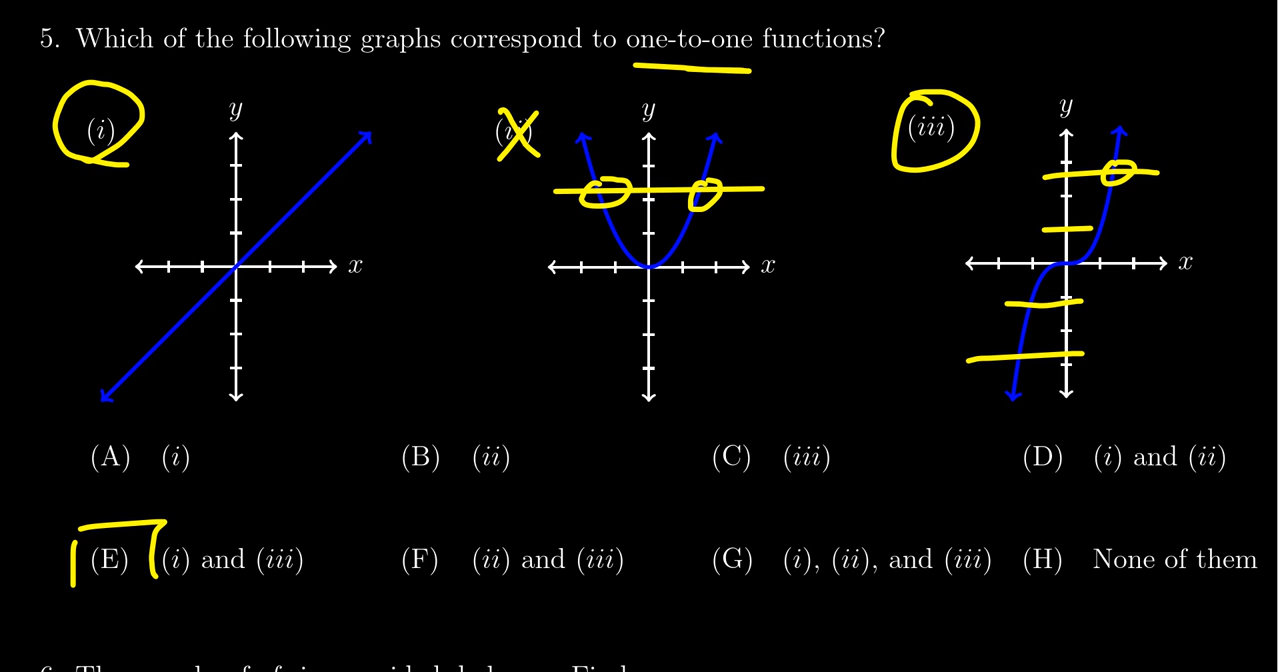 5. Which of the following graphs correspond to one-to-one functions?
(i)
y
x
(ii)
y
x
(iii)
y
x
(A) (i) (B) (ii) (C) (iii) (D) (i) and (ii)
(E) (i) and (iii) (F) (ii) and (iii) (G) (i), (ii), and (iii) (H) None of them